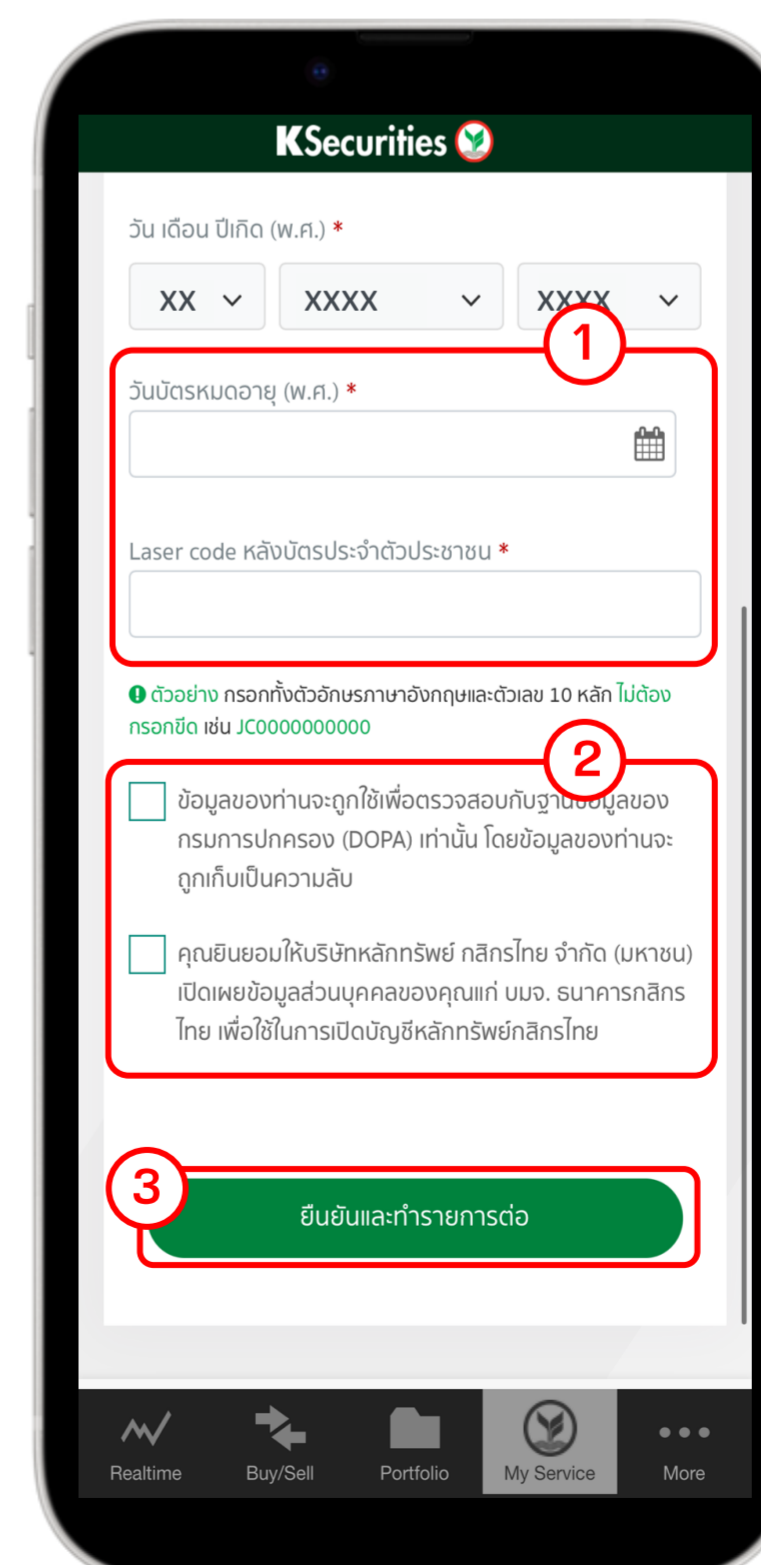 KSecurities
วัน เดือน ปีเกิด (พ.ศ.) *
XX XXXX XXXX
1
วันบัตรหมดอายุ (พ.ศ.) *
Laser code หลังบัตรประจำตัวประชาชน *
ตัวอย่าง กรอกทั้งตัวอักษรภาษาอังกฤษและตัวเลข 10 หลัก ไม่ต้อง
กรอกขีด เช่น JC0000000000
2
ข้อมูลของท่านจะถูกใช้เพื่อตรวจสอบกับฐานข้อมูลของ
กรมการปกครอง (DOPA) เท่านั้น โดยข้อมูลของท่านจะ
ถูกเก็บเป็นความลับ
คุณยินยอมให้บริษัทหลักทรัพย์ กสิกรไทย จำกัด (มหาชน)
เปิดเผยข้อมูลส่วนบุคคลของคุณแก่ บมจ. ธนาคารกสิกร
ไทย เพื่อใช้ในการเปิดบัญชีหลักทรัพย์กสิกรไทย
3
ยืนยันและทำรายการต่อ
Realtime Buy/Sell Portfolio My Service More